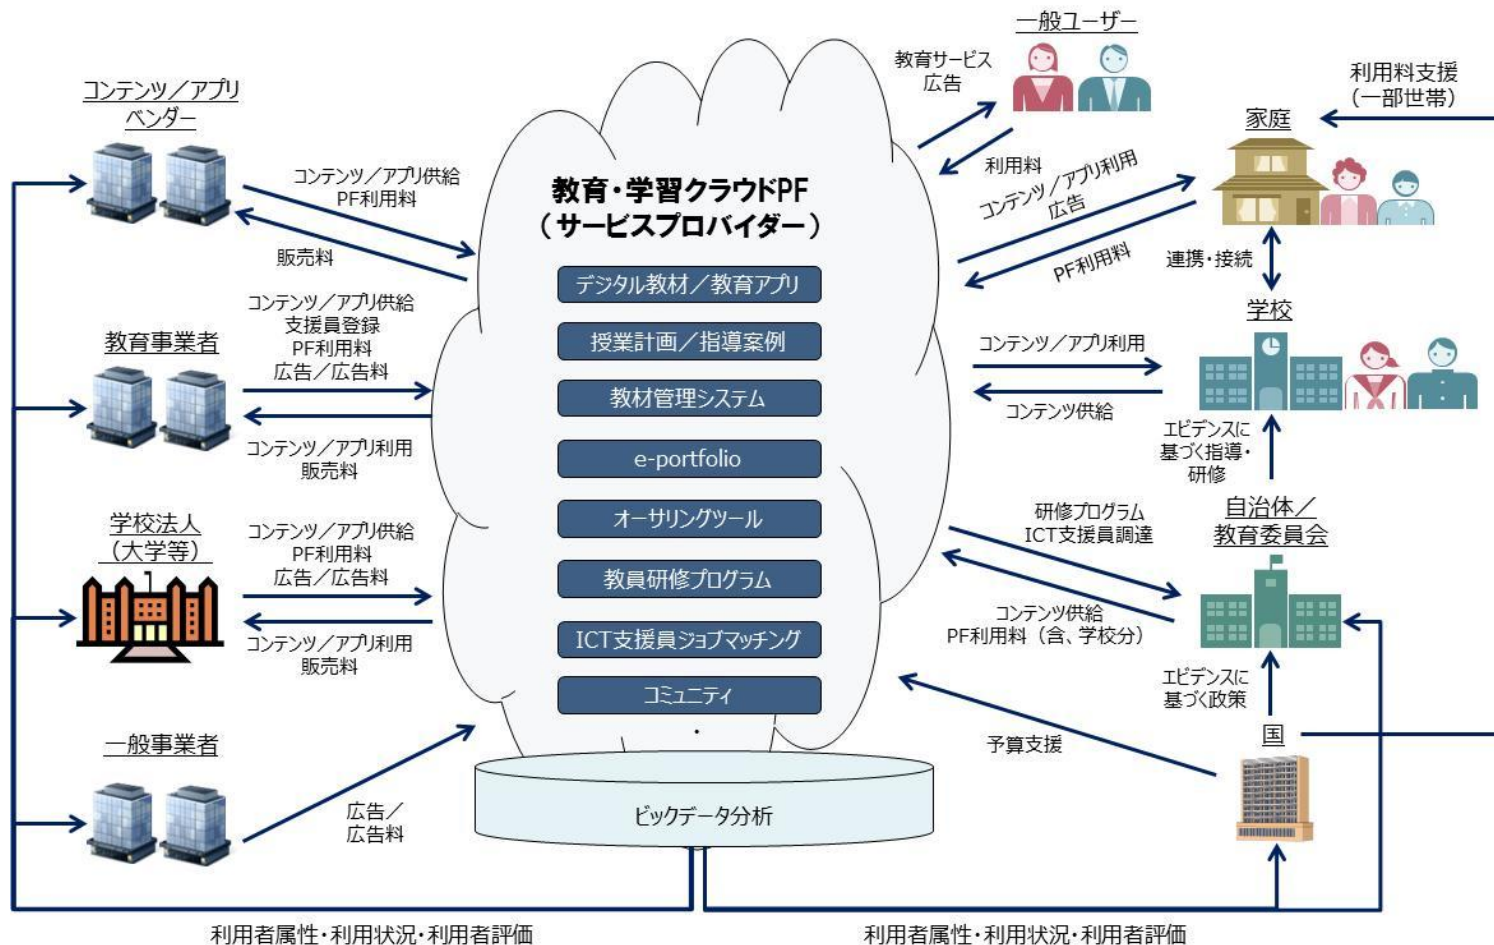 一般ユーザー
教育サービス
広告
利用料
コンテンツ／アプリ
ベンダー
コンテンツ／アプリ供給
PF利用料
販売料
教育事業者
コンテンツ／アプリ供給
支援員登録
PF利用料
広告／広告料
コンテンツ／アプリ利用
販売料
学校法人
（大学等）
コンテンツ／アプリ供給
PF利用料
広告／広告料
コンテンツ／アプリ利用
販売料
一般事業者
広告／
広告料
教育・学習クラウドPF
（サービスプロバイダー）
デジタル教材／教育アプリ
授業計画／指導案例
教材管理システム
e-portfolio
オーサリングツール
教員研修プログラム
ICT支援員ジョブマッチング
コミュニティ
・
ビックデータ分析
利用料支援
（一部世帯）
家庭
コンテンツ／アプリ利用
広告
PF利用料
連携・接続
学校
コンテンツ／アプリ利用
コンテンツ供給
エビデンスに
基づく指導・
研修
自治体／
教育委員会
研修プログラム
ICT支援員調達
コンテンツ供給
PF利用料（含、学校分）
エビデンスに
基づく政策
国
予算支援
利用者属性・利用状況・利用者評価
利用者属性・利用状況・利用者評価